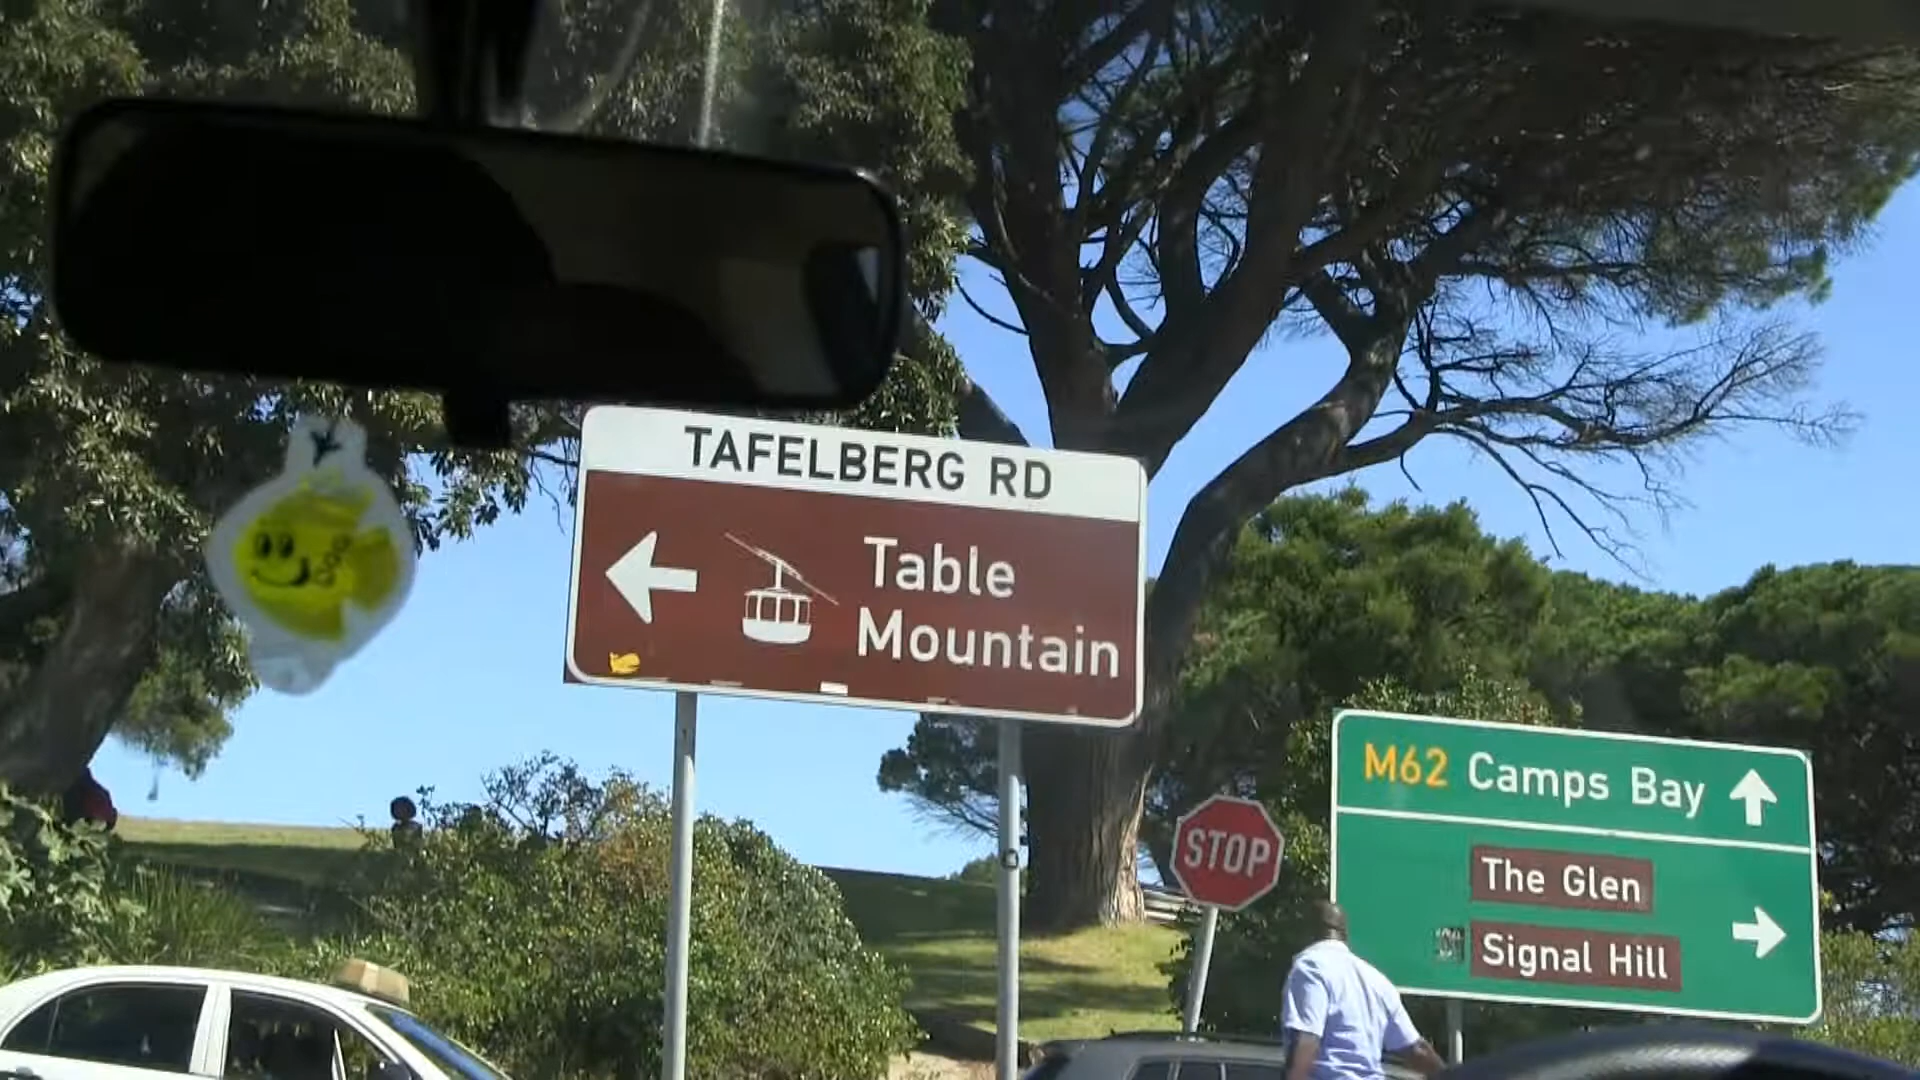 TAFELBERG RD
Table
Mountain
M62 Camps Bay
STOP
The Glen
Signal Hill